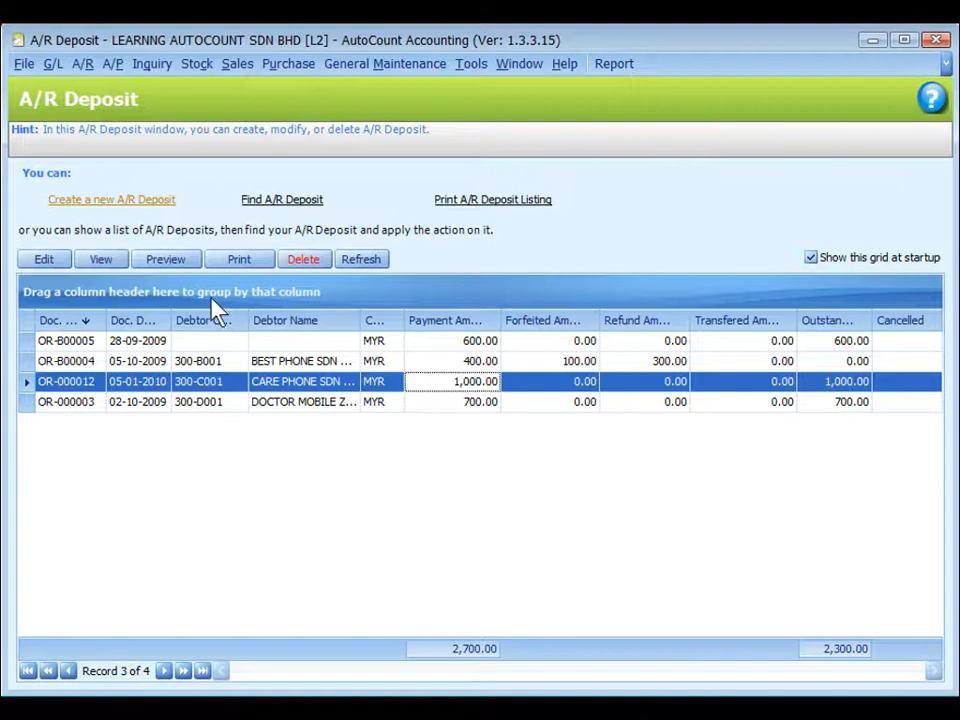 A/R Deposit - LEARNNG AUTOCOUNT SDN BHD [L2] - AutoCount Accounting (Ver: 1.3.3.15)
File G/L A/R A/P Inquiry Stock Sales Purchase General Maintenance Tools Window Help Report
A/R Deposit
?
Hint: In this A/R Deposit window, you can create, modify, or delete A/R Deposit.
You can:
Create a new A/R Deposit Find A/R Deposit Print A/R Deposit Listing
or you can show a list of A/R Deposits, then find your A/R Deposit and apply the action on it.
Edit View Preview Print Delete Refresh Show this grid at startup
Drag a column header here to group by that column
Doc. ... Doc. D... Debtor Debtor Name C... Payment Am... Forfeited Am... Refund Am... Transfered Am... Outstan... Cancelled
OR-B00005 28-09-2009 MYR 600.00 0.00 0.00 0.00 600.00
OR-B00004 05-10-2009 300-B001 BEST PHONE SDN ... MYR 400.00 100.00 300.00 0.00 0.00
OR-000012 05-01-2010 300-C001 CARE PHONE SDN ... MYR 1,000.00 0.00 0.00 0.00 1,000.00
OR-000003 02-10-2009 300-D001 DOCTOR MOBILE Z... MYR 700.00 0.00 0.00 0.00 700.00
2,700.00 2,300.00
Record 3 of 4